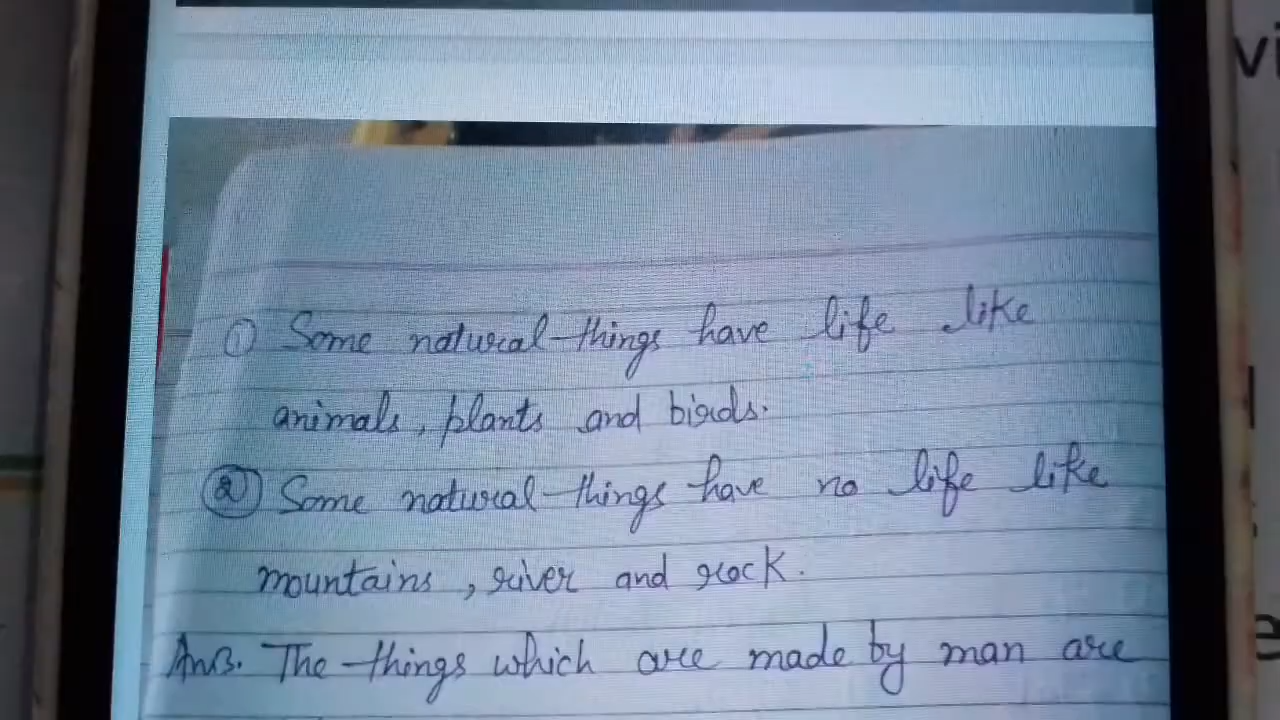 ① Some natural things have life like
animals, plants and birds.
② Some natural things have no life like
mountains, river and rock.
Ans. The things which are made by man are